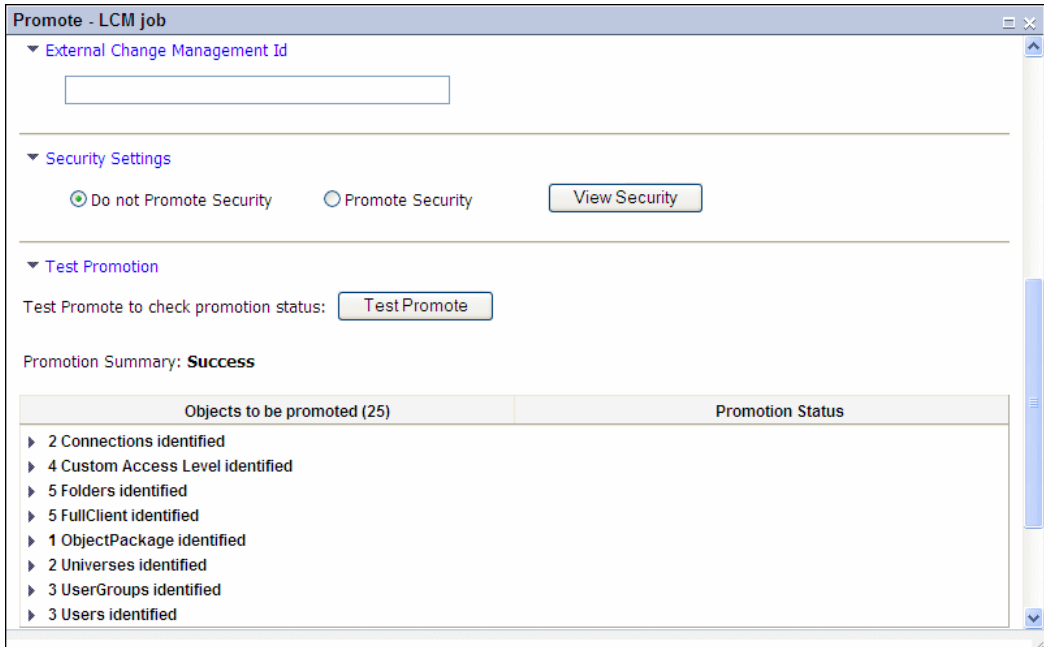 Promote - LCM job
External Change Management Id
Security Settings
Do not Promote Security Promote Security View Security
Test Promotion
Test Promote to check promotion status: Test Promote
Promotion Summary: Success
Objects to be promoted (25) Promotion Status
2 Connections identified
4 Custom Access Level identified
5 Folders identified
5 FullClient identified
1 ObjectPackage identified
2 Universes identified
3 UserGroups identified
3 Users identified